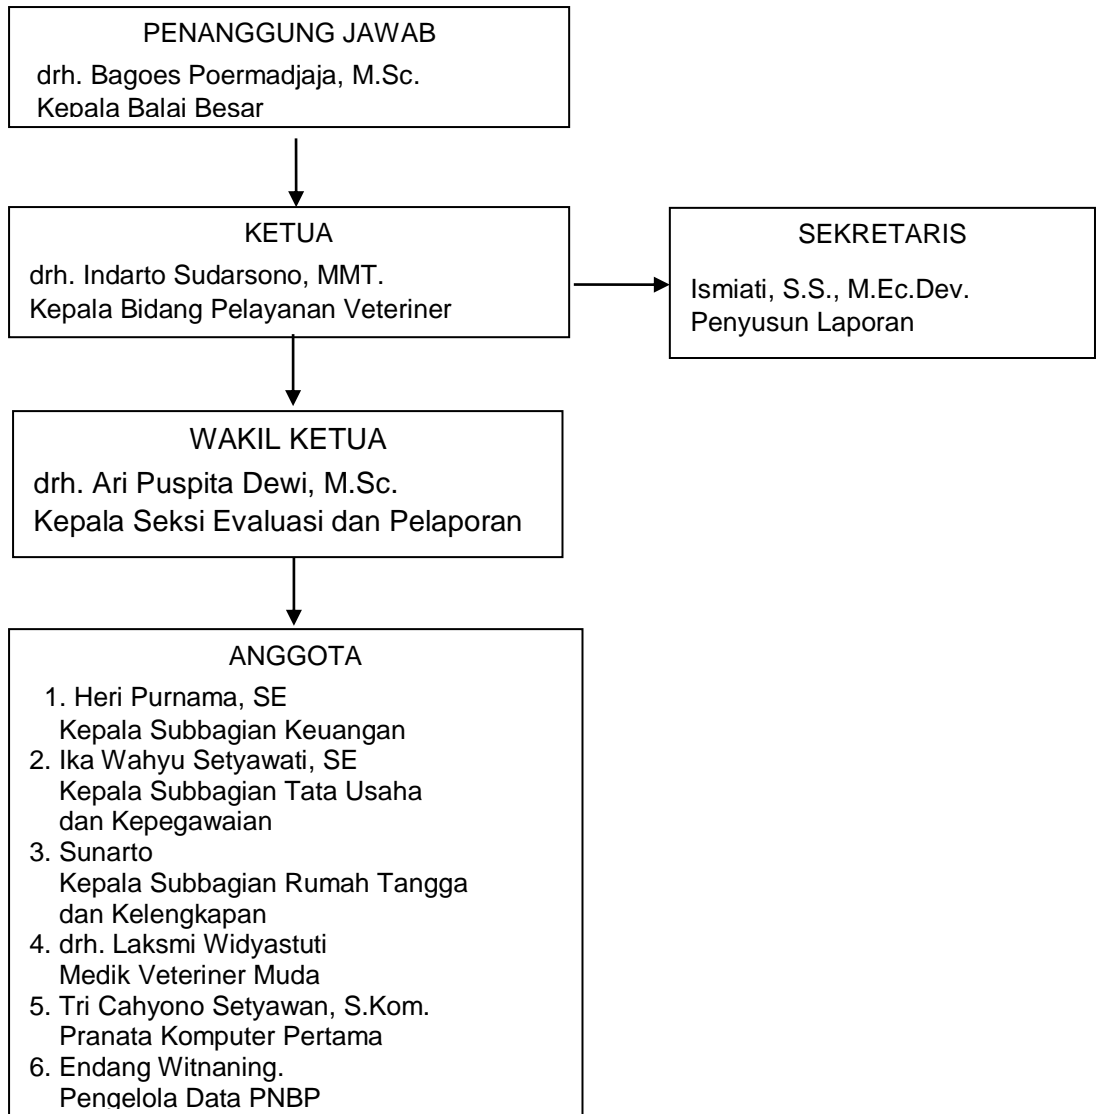 PENANGGUNG JAWAB
drh. Bagoes Poermadjaja, M.Sc.
Kepala Balai Besar
KETUA
drh. Indarto Sudarsono, MMT.
Kepala Bidang Pelayanan Veteriner
SEKRETARIS
Ismiati, S.S., M.Ec.Dev.
Penyusun Laporan
WAKIL KETUA
drh. Ari Puspita Dewi, M.Sc.
Kepala Seksi Evaluasi dan Pelaporan
ANGGOTA
1. Heri Purnama, SE
Kepala Subbagian Keuangan
2. Ika Wahyu Setyawati, SE
Kepala Subbagian Tata Usaha
dan Kepegawaian
3. Sunarto
Kepala Subbagian Rumah Tangga
dan Kelengkapan
4. drh. Laksmi Widyastuti
Medik Veteriner Muda
5. Tri Cahyono Setyawan, S.Kom.
Pranata Komputer Pertama
6. Endang Witnaning.
Pengelola Data PNBP